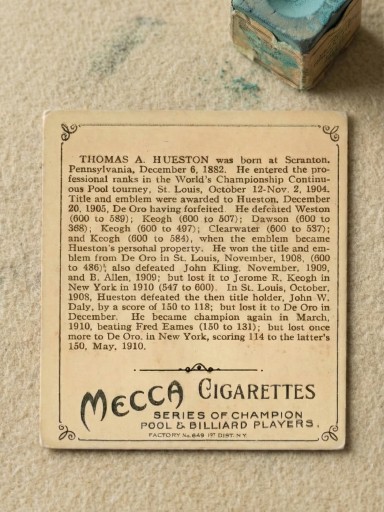 THOMAS A. HUESTON was born at Scranton,
Pennsylvania, December 6, 1882. He entered the pro-
fessional ranks in the World's Championship Continu-
ous Pool tourney, St. Louis, October 12-Nov. 2, 1904.
Title and emblem were awarded to Hueston, December
20, 1905, De Oro having forfeited. He defeated Weston
(600 to 589); Keogh (600 to 507); Dawson (600 to
368); Keogh (600 to 497); Clearwater (600 to 537);
and Keogh (600 to 584), when the emblem became
Hueston's personal property. He won the title and em-
blem from De Oro in St. Louis, November, 1908, (600
to 486); also defeated John Kling, November, 1909,
and B. Allen, 1909; but lost it to Jerome R. Keogh in
New York in 1910 (547 to 600). In St. Louis, October,
1908, Hueston defeated the then title holder, John W.
Daly, by a score of 150 to 118; but lost it to De Oro in
December. He became champion again in March,
1910, beating Fred Eames (150 to 131); but lost once
more to De Oro, in New York, scoring 114 to the latter's
150, May, 1910.
MECCA CIGARETTES
SERIES OF CHAMPION
POOL & BILLIARD PLAYERS.
FACTORY No. 649 1ST DIST. N.Y.